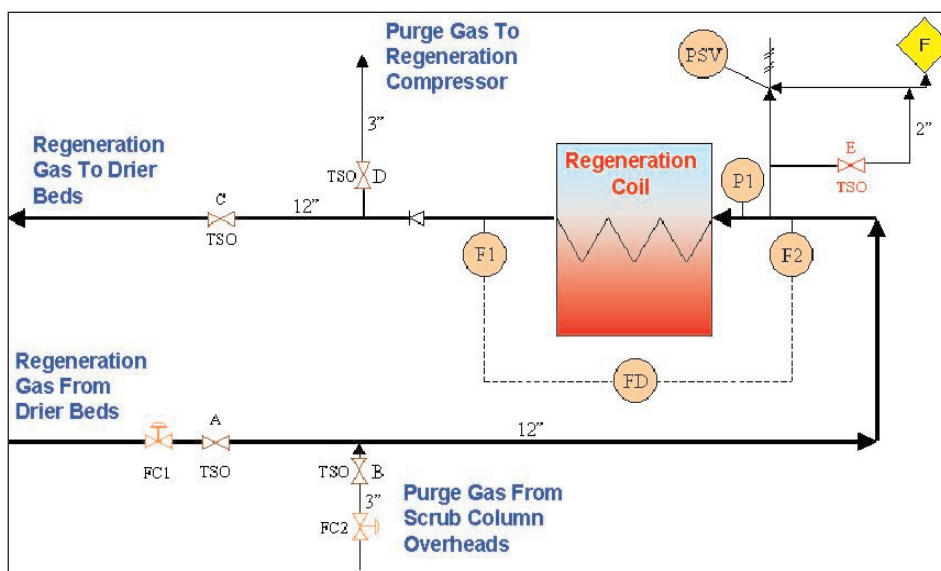 Purge Gas To
Regeneration
Compressor
PSV
F
3”
2”
Regeneration
Gas To Drier
Beds
TSO
D
Regeneration
Coil
E
TSO
P1
C
12”
TSO
F1
F2
Regeneration
Gas From
Drier Beds
FD
A
12”
FC1
TSO
TSO
B
3”
FC2
Purge Gas From
Scrub Column
Overheads